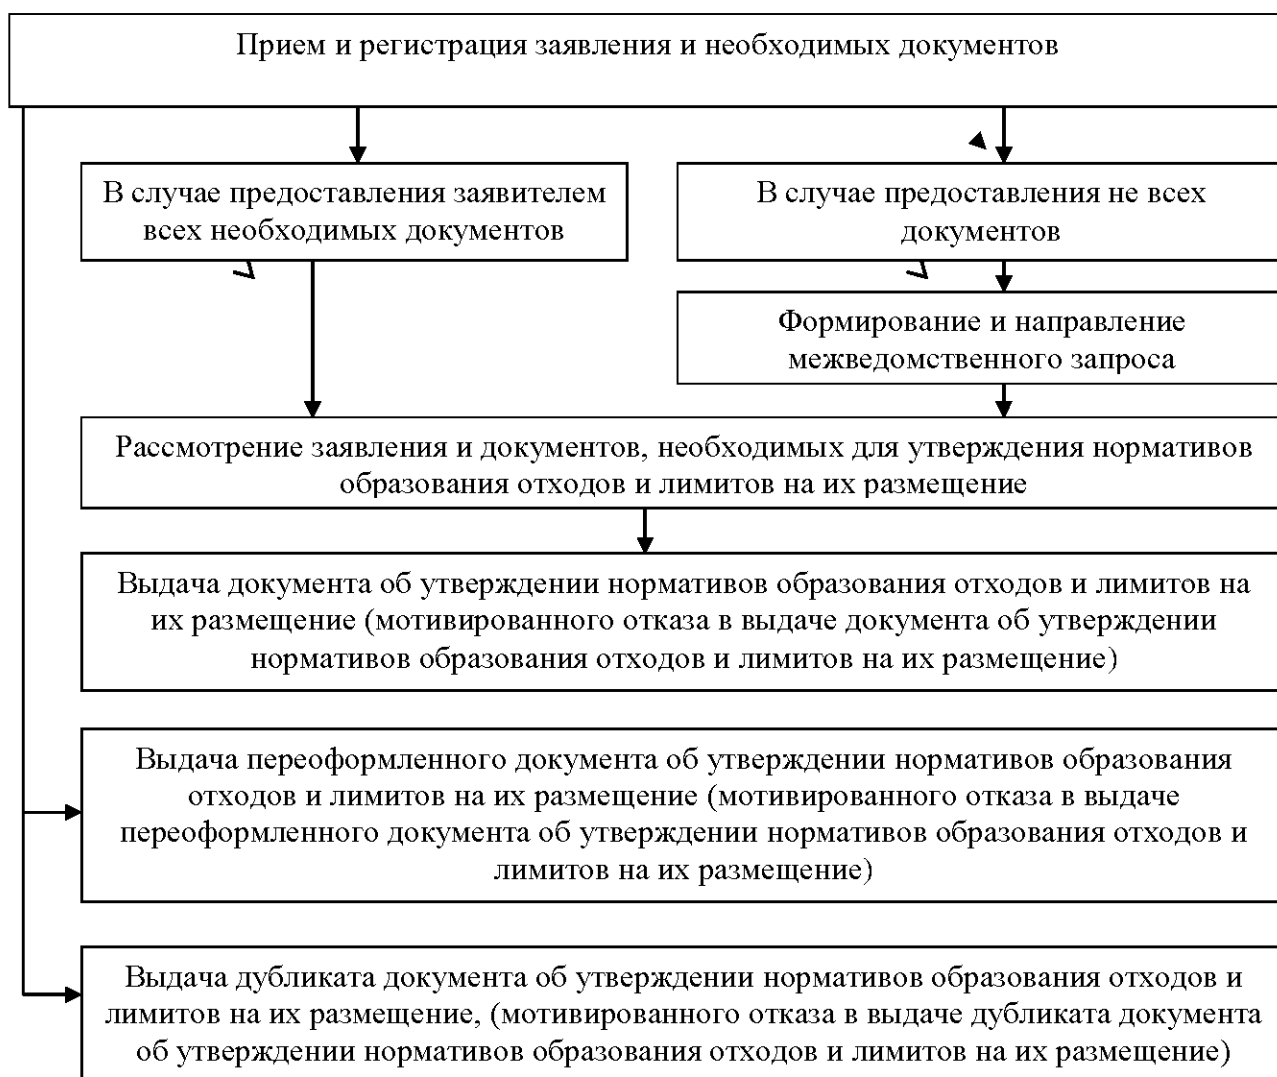 Прием и регистрация заявления и необходимых документов
В случае предоставления заявителем
всех необходимых документов
В случае предоставления не всех
документов
Формирование и направление
межведомственного запроса
Рассмотрение заявления и документов, необходимых для утверждения нормативов
образования отходов и лимитов на их размещение
Выдача документа об утверждении нормативов образования отходов и лимитов на
их размещение (мотивированного отказа в выдаче документа об утверждении
нормативов образования отходов и лимитов на их размещение)
Выдача переоформленного документа об утверждении нормативов образования
отходов и лимитов на их размещение (мотивированного отказа в выдаче
переоформленного документа об утверждении нормативов образования отходов и
лимитов на их размещение)
Выдача дубликата документа об утверждении нормативов образования отходов и
лимитов на их размещение, (мотивированного отказа в выдаче дубликата документа
об утверждении нормативов образования отходов и лимитов на их размещение)